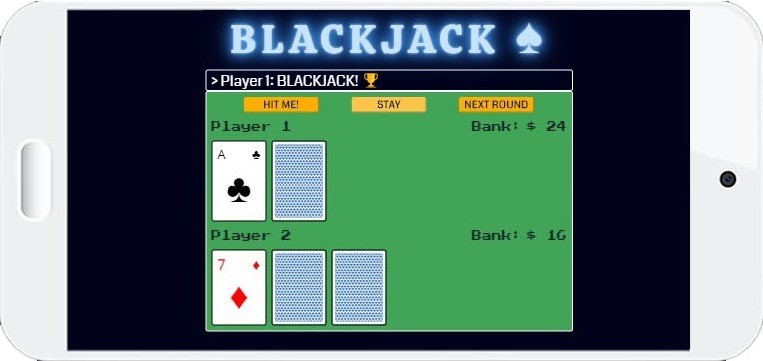 BLACKJACK ♠
> Player 1: BLACKJACK! 🏆
HIT ME! STAY NEXT ROUND
Player 1 Bank: $ 24
A ♣
Player 2 Bank: $ 16
7 ♦